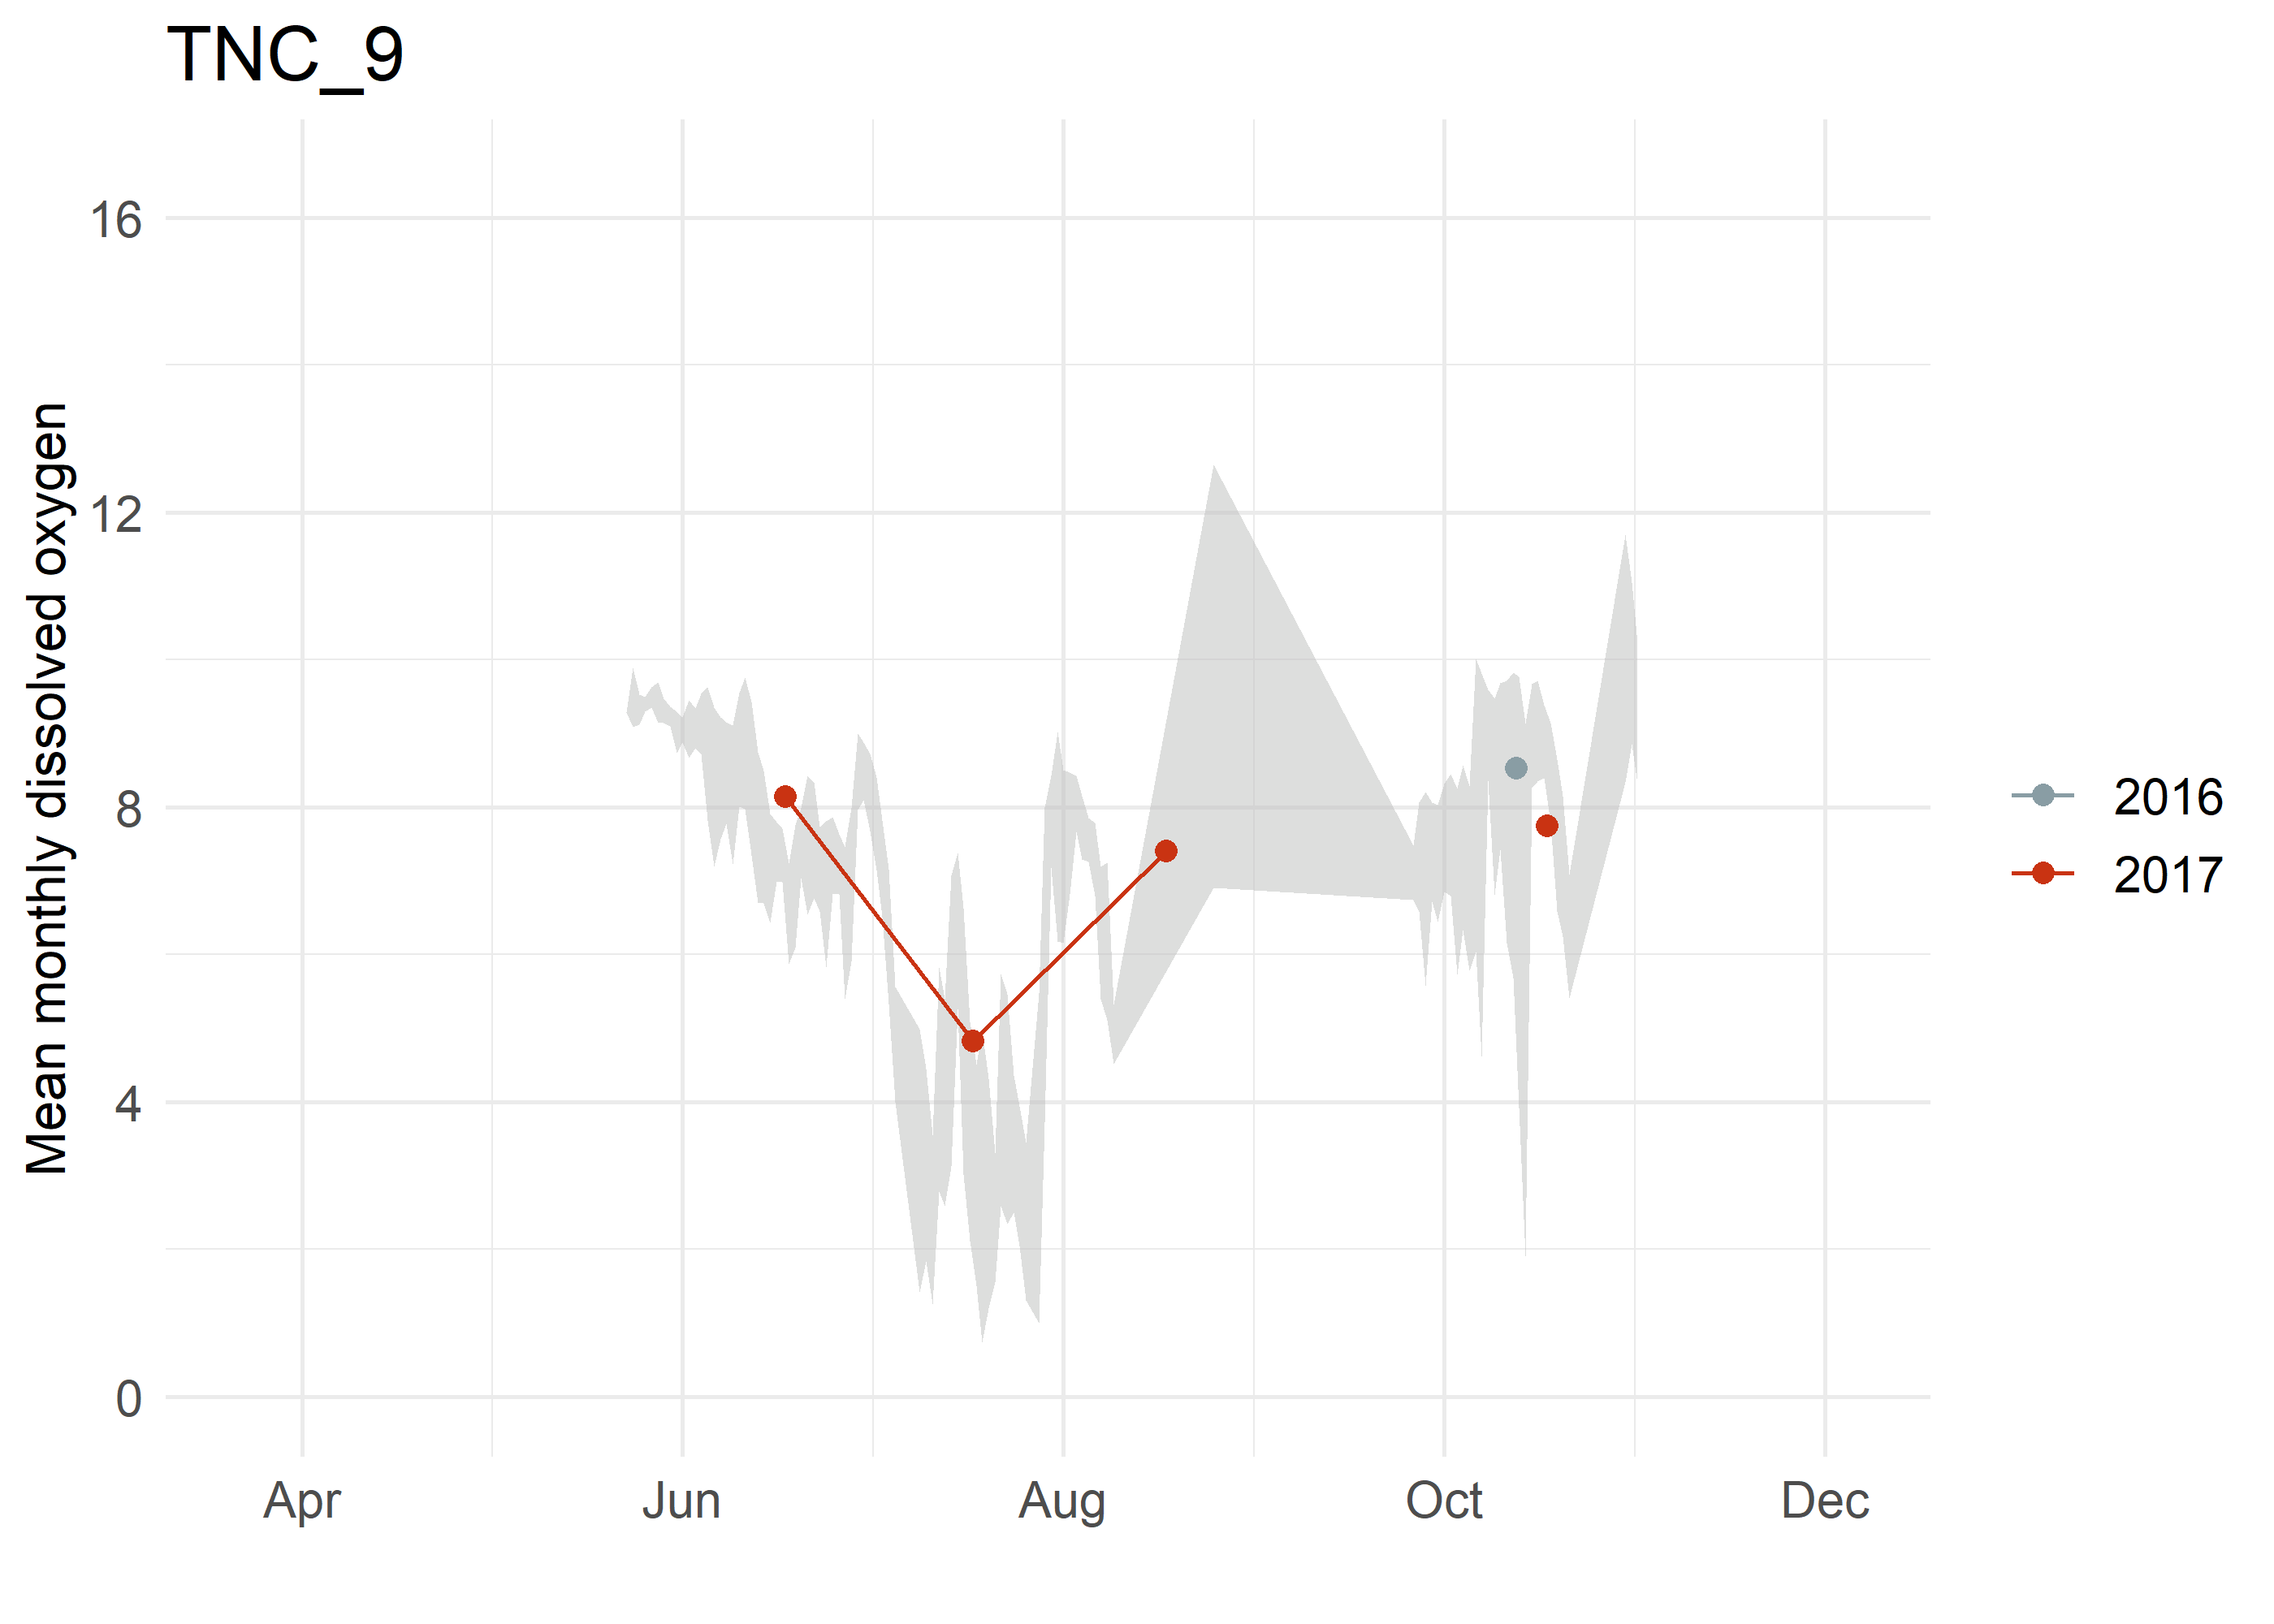 TNC_9
Mean monthly dissolved oxygen
16
12
8
4
0
Apr
Jun
Aug
Oct
Dec
2016
2017